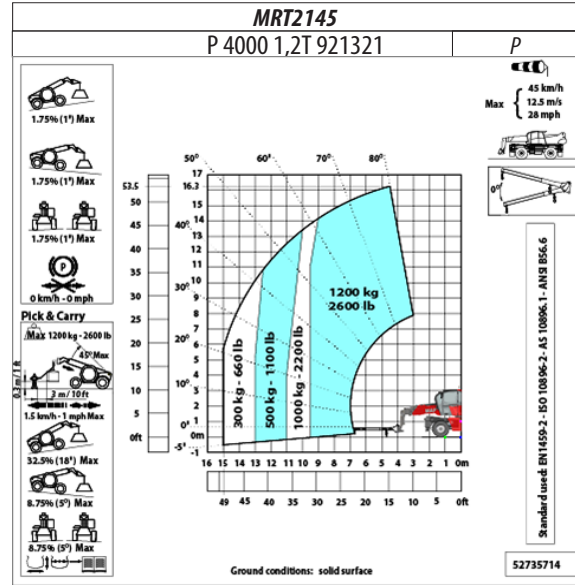 MRT2145
P 4000 1,2T 921321
P
1.75% (1°) Max
1.75% (1°) Max
1.75% (1°) Max
P
0 km/h - 0 mph
Pick & Carry
Max 1200 kg - 2600 lb
45° Max
0.3 m / 1 ft
3 m / 10 ft
1.5 km/h - 1 mph Max
32.5% (18°) Max
8.75% (5°) Max
8.75% (5°) Max
Max
45 km/h
12.5 m/s
28 mph
0°
50° 60° 70° 80°
40°
30°
20°
10°
0°
-5°
53.5
50
45
40
35
30
25
20
15
10
5
0ft
17
16.3
15
14
13
12
11
10
9
8
7
6
5
4
3
2
1
0m
-1
1200 kg
2600 lb
300 kg - 660 lb
500 kg - 1100 lb
1000 kg - 2200 lb
16 15 14 13 12 11 10 9 8 7 6 5 4 3 2 1 0m
49 45 40 35 30 25 20 15 10 5 0ft
Ground conditions: solid surface
Standard used: EN1459-2 - ISO 10896-2 - AS 10896.1 - ANSI B56.6
52735714